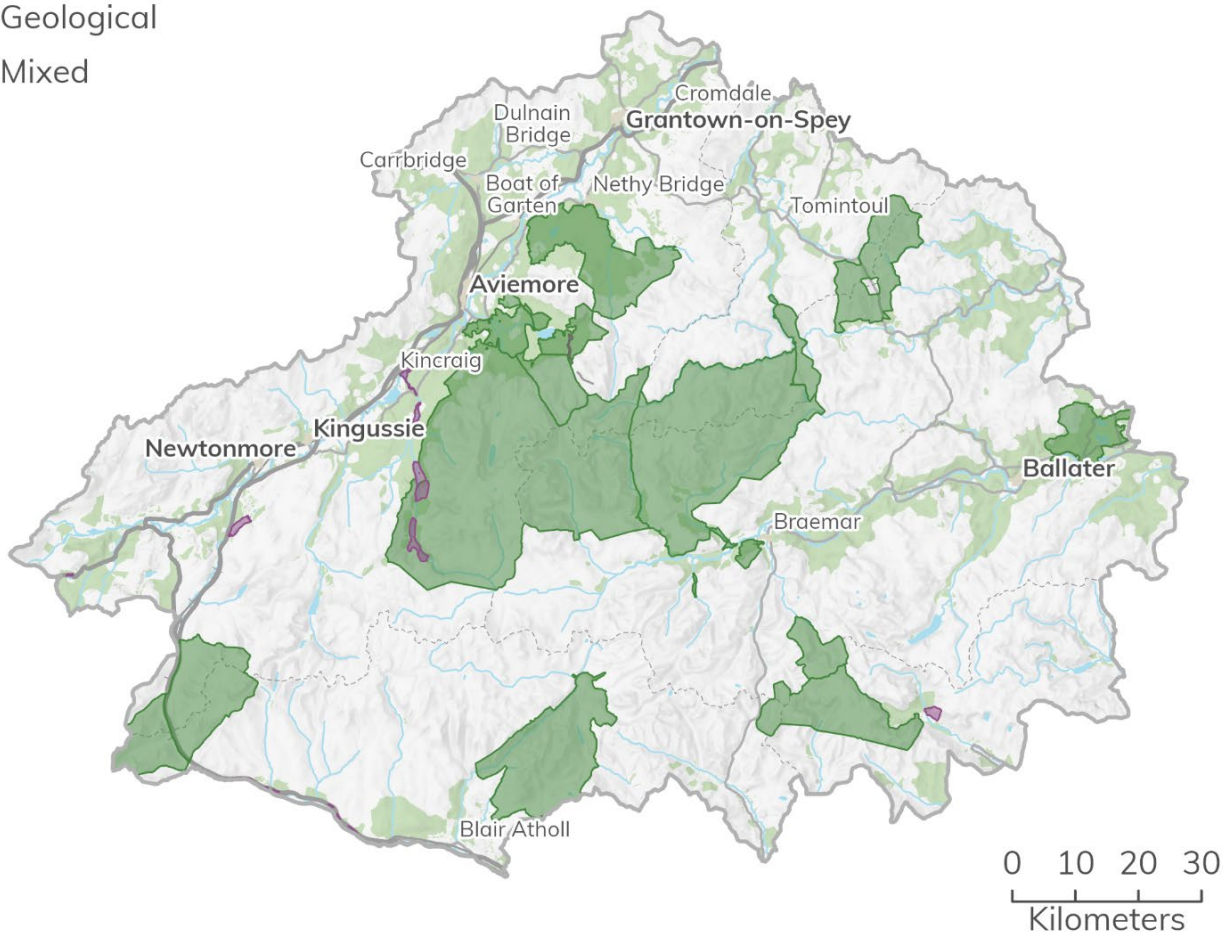 Geological
Mixed
Cromdale
Dulnain
Bridge
Grantown-on-Spey
Carrbridge
Boat of
Garten
Nethy Bridge
Tomintoul
Aviemore
Kincraig
Kingussie
Newtonmore
Ballater
Braemar
Blair Atholl
0 10 20 30
Kilometers